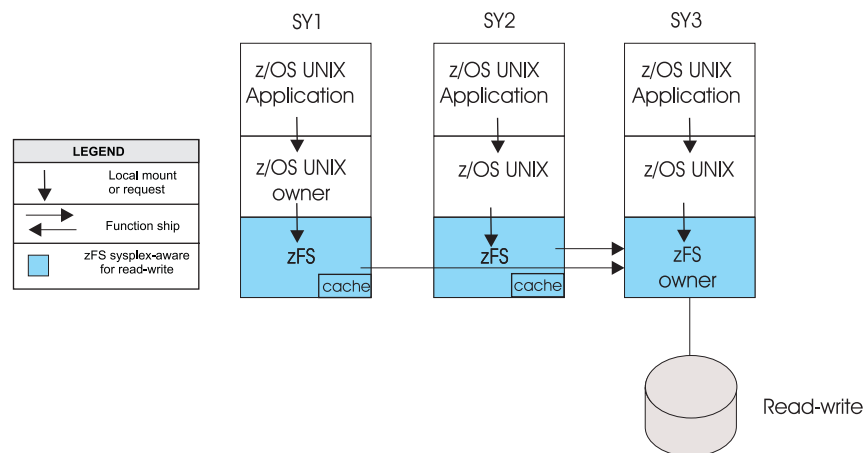 SY1
SY2
SY3
z/OS UNIX
Application
z/OS UNIX
Application
z/OS UNIX
Application
z/OS UNIX
owner
z/OS UNIX
z/OS UNIX
zFS
cache
zFS
cache
zFS
owner
LEGEND
Local mount
or request
Function ship
zFS sysplex-aware
for read-write
Read-write